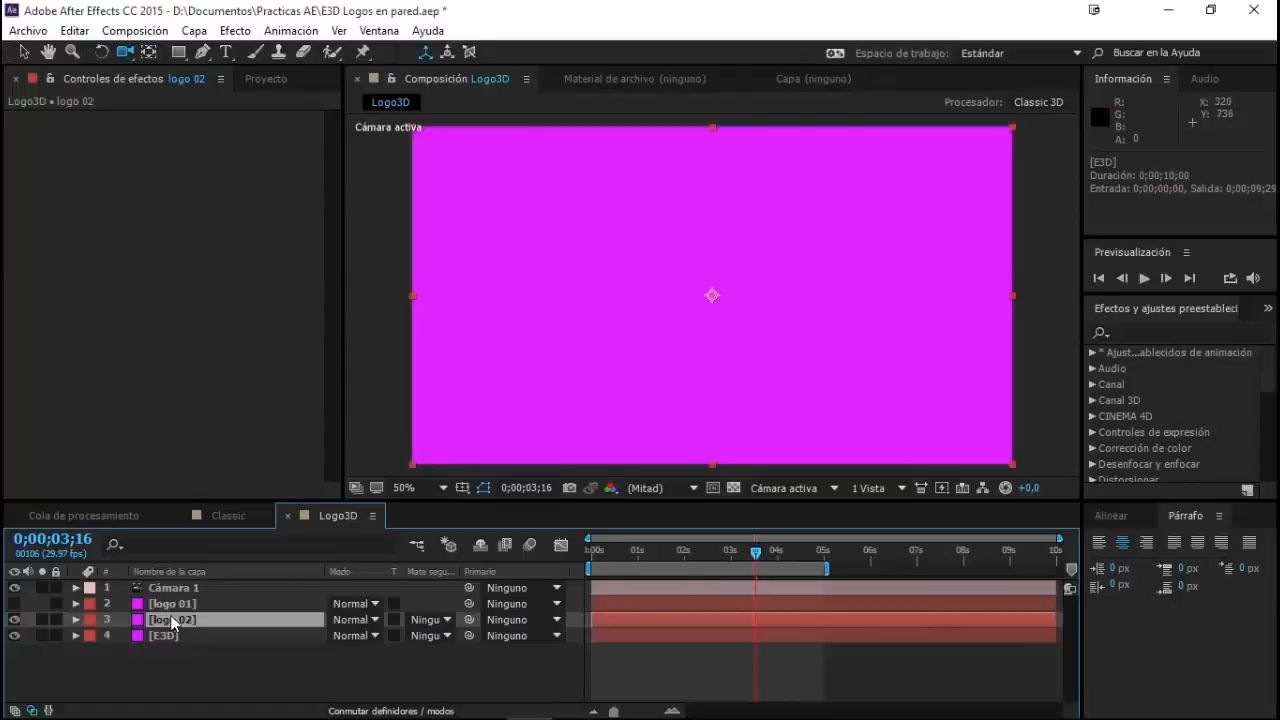 Adobe After Effects CC 2015 - D:\Documentos\Practicas AE\E3D Logos en pared.aep *
Archivo Editar Composición Capa Efecto Animación Ver Ventana Ayuda
Espacio de trabajo: Estándar Buscar en la Ayuda
Controles de efectos logo 02 Proyecto
Composición Logo3D Material de archivo (ninguno) Capa (ninguno)
Información Audio
Logo3D • logo 02
Logo3D Procesador: Classic 3D
R: G: B: A: 0
X: 320
Y: 736
Cámara activa
[E3D]
Duración: 0;00;10;00
Entrada: 0;00;00;00, Salida: 0;00;09;29
Previsualización
Efectos y ajustes preestableci
* Ajust...ablecidos de animación
Audio
Canal
Canal 3D
CINEMA 4D
Controles de expresión
Corrección de color
Desenfocar y enfocar
Distorsionar
50% 0;00;03;16 (Mitad) Cámara activa 1 Vista +0,0
Cola de procesamiento Classic Logo3D
Alinear Párrafo
0;00;03;16
00106 (29.97 fps)
:00s 01s 02s 03s 04s 05s 06s 07s 08s 09s 10s
# Nombre de la capa Modo T Mate segu... Primario
1 Cámara 1 Ninguno
2 [logo 01] Normal Ninguno
3 [logo 02] Normal Ningu Ninguno
4 [E3D] Normal Ningu Ninguno
0 px 0 px 0 px
0 px 0 px
Conmutar definidores / modos